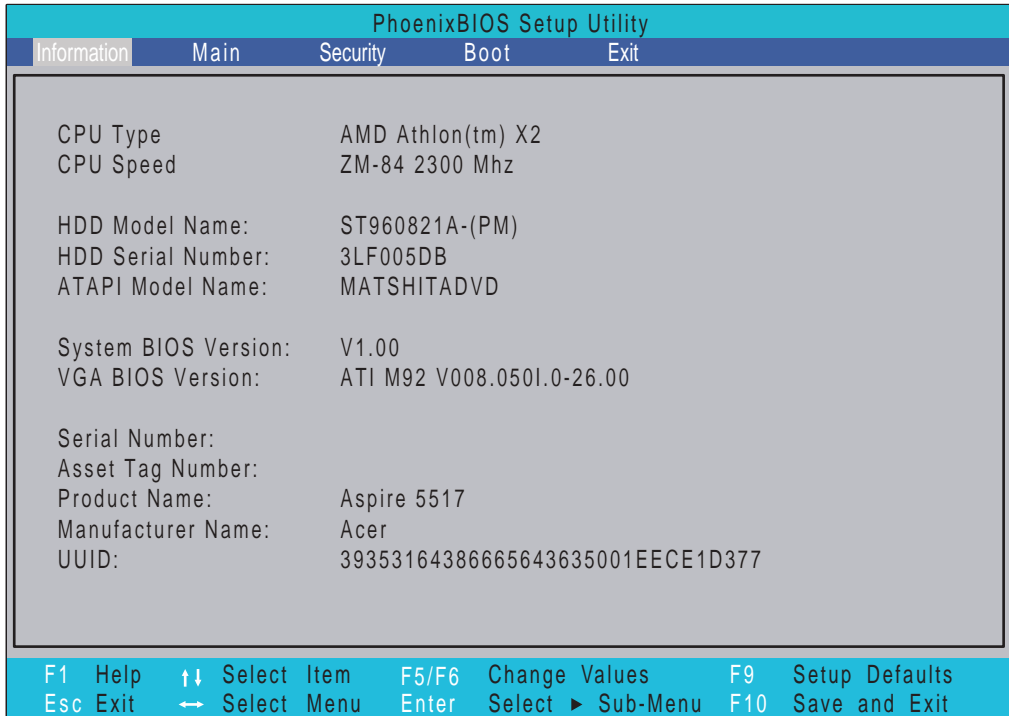 PhoenixBIOS Setup Utility
Information Main Security Boot Exit
CPU Type AMD Athlon(tm) X2
CPU Speed ZM-84 2300 Mhz
HDD Model Name: ST960821A-(PM)
HDD Serial Number: 3LF005DB
ATAPI Model Name: MATSHITADVD
System BIOS Version: V1.00
VGA BIOS Version: ATI M92 V008.050I.0-26.00
Serial Number:
Asset Tag Number:
Product Name: Aspire 5517
Manufacturer Name: Acer
UUID: 39353164386665643635001EECE1D377
F1 Help ↑↓ Select Item F5/F6 Change Values F9 Setup Defaults
Esc Exit ↔ Select Menu Enter Select ► Sub-Menu F10 Save and Exit